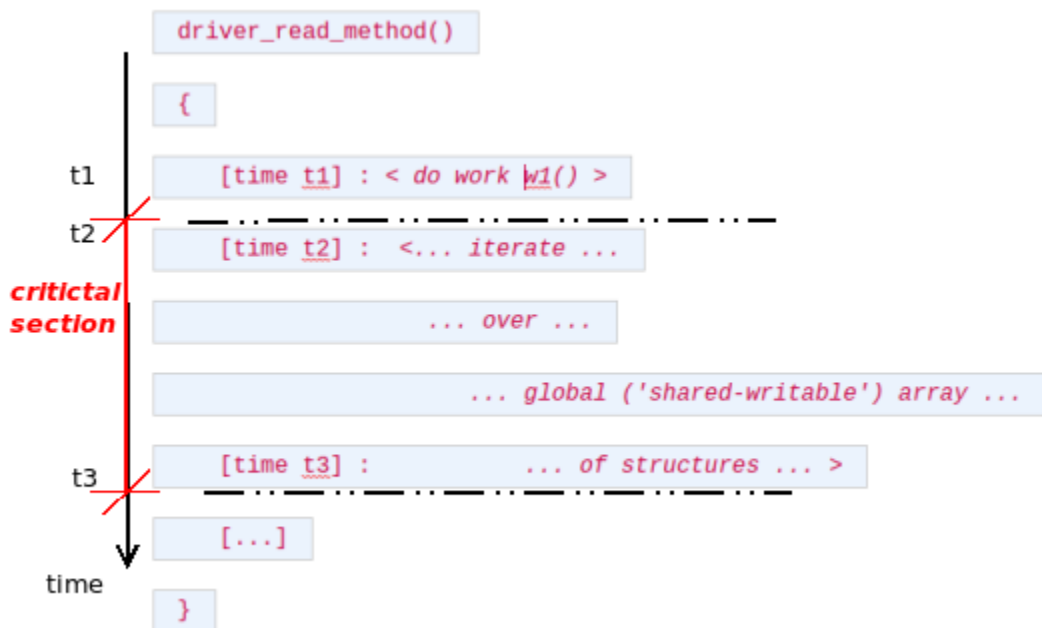 driver_read_method()
{
t1 [time t1] : < do work w1() >
t2 [time t2] : <... iterate ...
critictal
section
... over ...
... global ('shared-writable') array ...
t3 [time t3] : ... of structures ... >
[...]
time
}